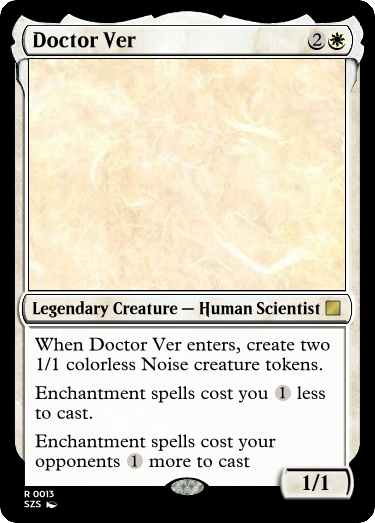 Doctor Ver 2
Legendary Creature — Human Scientist
When Doctor Ver enters, create two
1/1 colorless Noise creature tokens.
Enchantment spells cost you 1 less
to cast.
Enchantment spells cost your
opponents 1 more to cast
1/1
R 0013
SZS